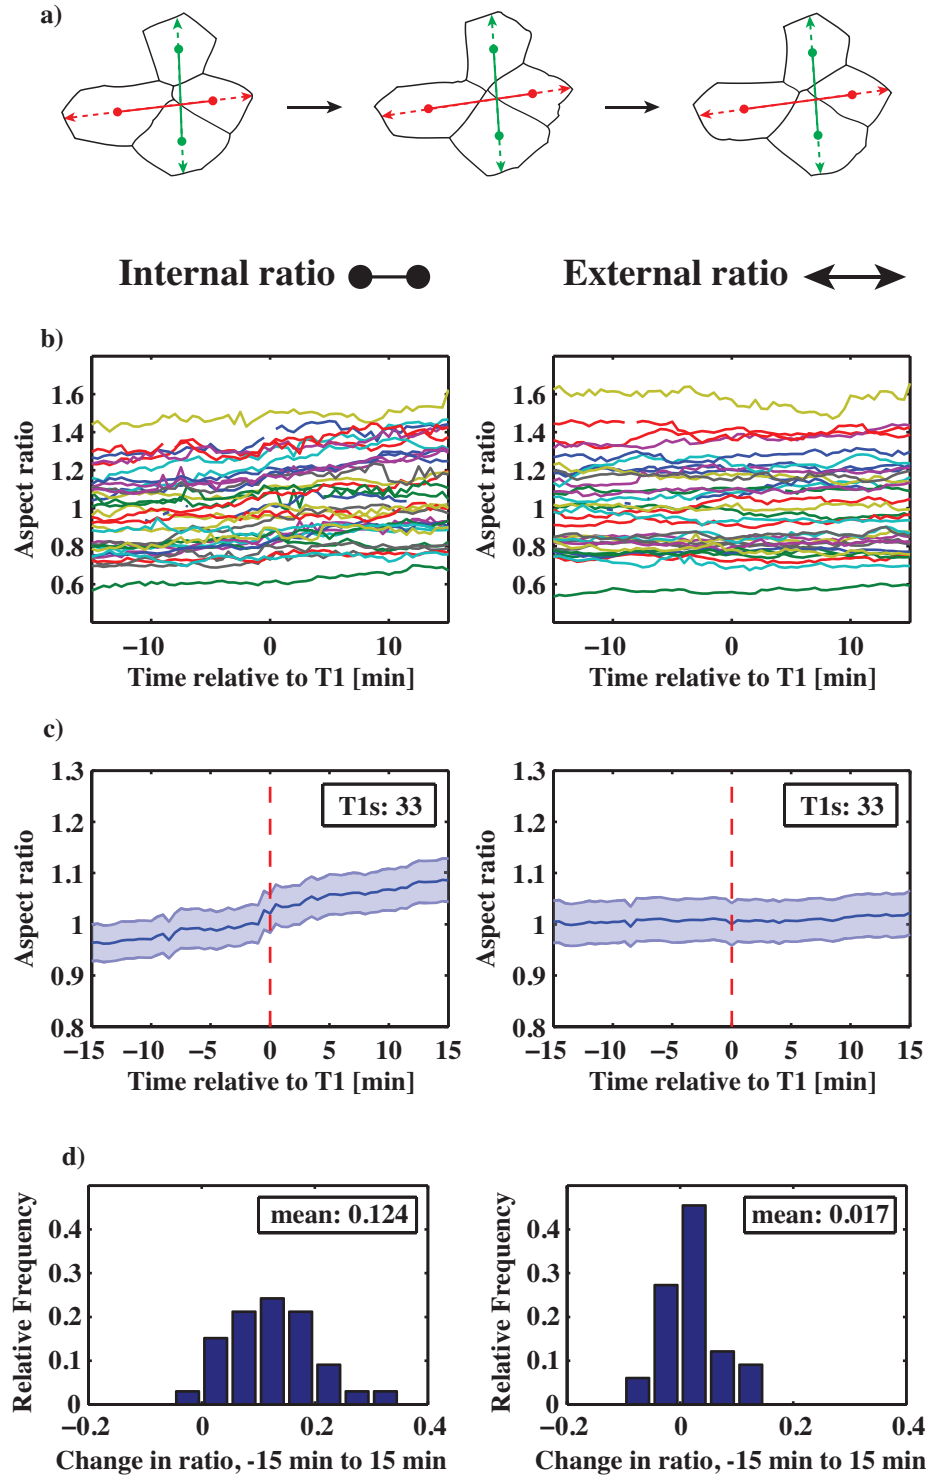 a)
Internal ratio
External ratio
b)
Aspect ratio
1.6
1.4
1.2
1
0.8
0.6
−10
0
10
Time relative to T1 [min]
Aspect ratio
1.6
1.4
1.2
1
0.8
0.6
−10
0
10
Time relative to T1 [min]
c)
Aspect ratio
1.3
1.2
1.1
1
0.9
0.8
T1s: 33
−15
−10
−5
0
5
10
15
Time relative to T1 [min]
Aspect ratio
1.3
1.2
1.1
1
0.9
0.8
T1s: 33
−15
−10
−5
0
5
10
15
Time relative to T1 [min]
d)
Relative Frequency
0.4
0.3
0.2
0.1
0
mean: 0.124
−0.2
0
0.2
0.4
Change in ratio, -15 min to 15 min
Relative Frequency
0.4
0.3
0.2
0.1
0
mean: 0.017
−0.2
0
0.2
0.4
Change in ratio, -15 min to 15 min